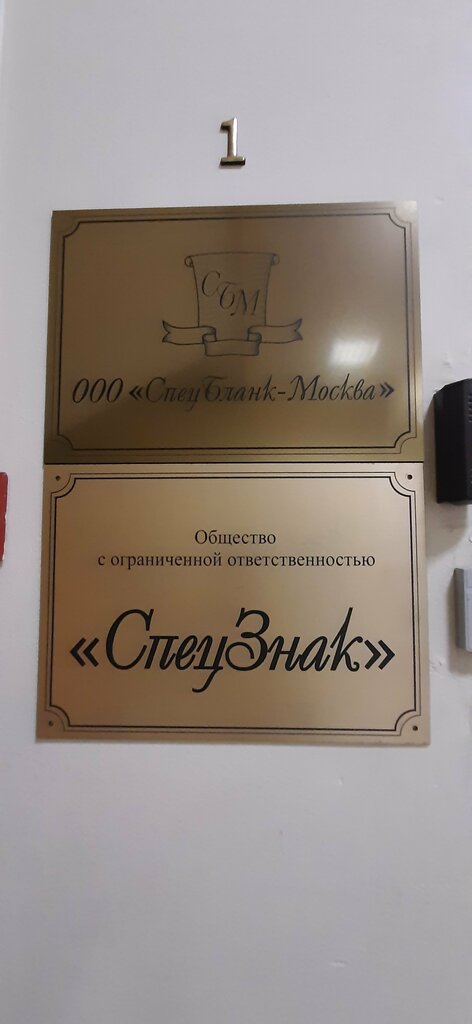 1
СБМ
ООО «СпецБланк-Москва»
Общество
с ограниченной ответственностью
«СпецЗнак»